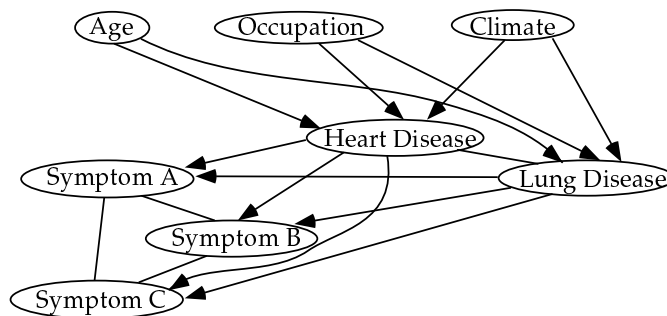 Age
Occupation
Climate
Heart Disease
Symptom A
Lung Disease
Symptom B
Symptom C